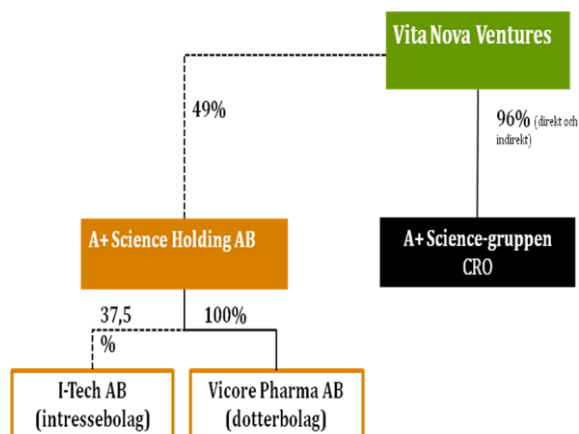 Vita Nova Ventures
49%
96% (direkt och
indirekt)
A+ Science Holding AB
A+ Science-gruppen
CRO
37,5
%
100%
I-Tech AB
(intressebolag)
Vicore Pharma AB
(dotterbolag)